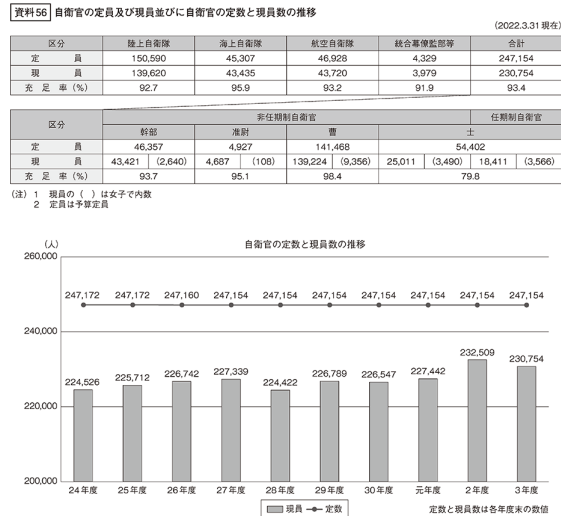 資料56 自衛官の定員及び現員並びに自衛官の定数と現員数の推移
(2022.3.31現在)
区分 陸上自衛隊 海上自衛隊 航空自衛隊 統合幕僚監部等 合計
定員 150,590 45,307 46,928 4,329 247,154
現員 139,620 43,435 43,720 3,979 230,754
充足率(%) 92.7 95.9 93.2 91.9 93.4
区分 非任期制自衛官 任期制自衛官
幹部 准尉 曹 士
定員 46,357 4,927 141,468 54,402
現員 43,421 (2,640) 4,687 (108) 139,224 (9,356) 25,011 (3,490) 18,411 (3,566)
充足率(%) 93.7 95.1 98.4 79.8
(注) 1 現員の( )は女子で内数
2 定員は予算定員
(人) 自衛官の定数と現員数の推移
260,000
247,172 247,172 247,160 247,154 247,154 247,154 247,154 247,154 247,154 247,154
240,000
224,526 225,712 226,742 227,339 224,422 226,789 226,547 227,442 232,509 230,754
220,000
200,000
24年度 25年度 26年度 27年度 28年度 29年度 30年度 元年度 2年度 3年度
現員 定数 定数と現員数は各年度末の数値